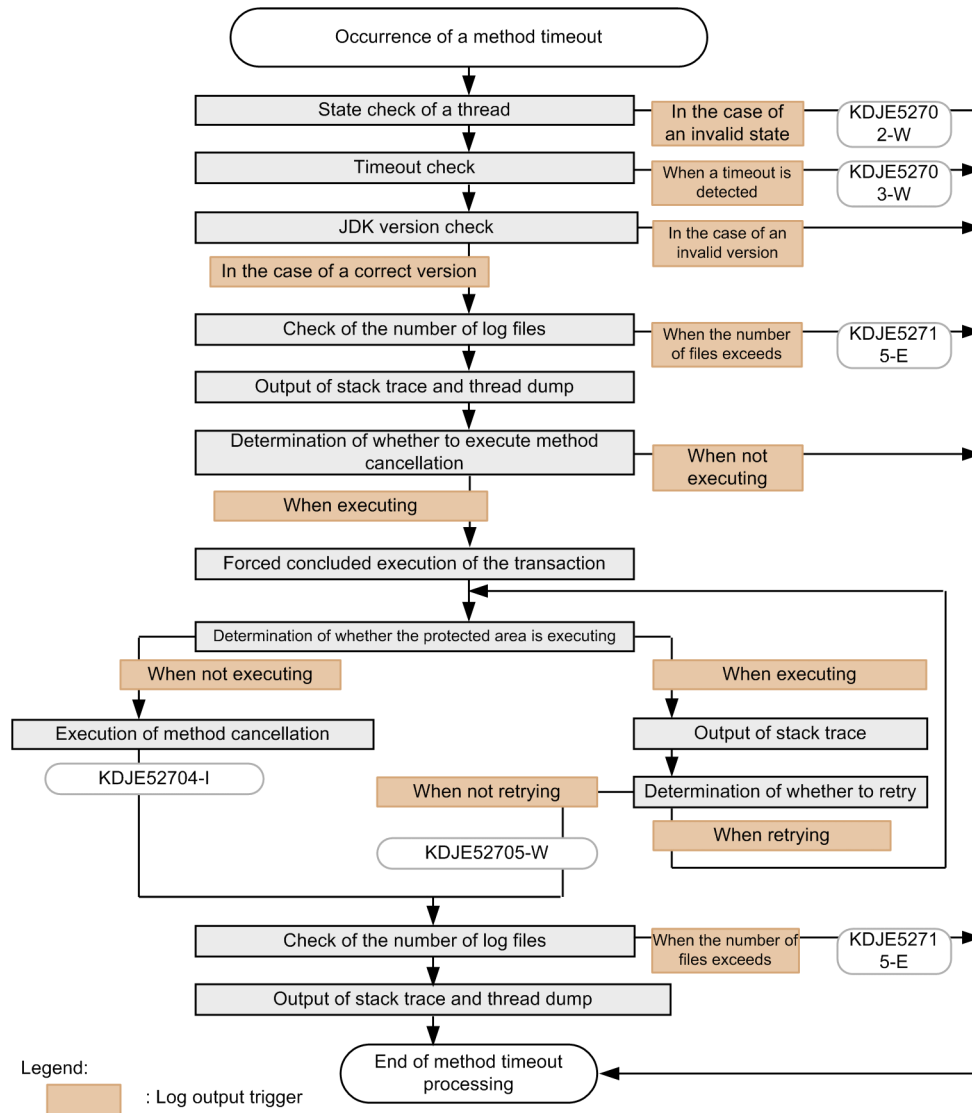 Occurrence of a method timeout
State check of a thread
In the case of
an invalid state
KDJE5270
2-W
Timeout check
When a timeout is
detected
KDJE5270
3-W
JDK version check
In the case of an
invalid version
In the case of a correct version
Check of the number of log files
When the number
of files exceeds
KDJE5271
5-E
Output of stack trace and thread dump
Determination of whether to execute method
cancellation
When not
executing
When executing
Forced concluded execution of the transaction
Determination of whether the protected area is executing
When not executing
When executing
Execution of method cancellation
Output of stack trace
KDJE52704-I
When not retrying
Determination of whether to retry
When retrying
KDJE52705-W
Check of the number of log files
When the number of
files exceeds
KDJE5271
5-E
Output of stack trace and thread dump
End of method timeout
processing
Legend:
: Log output trigger